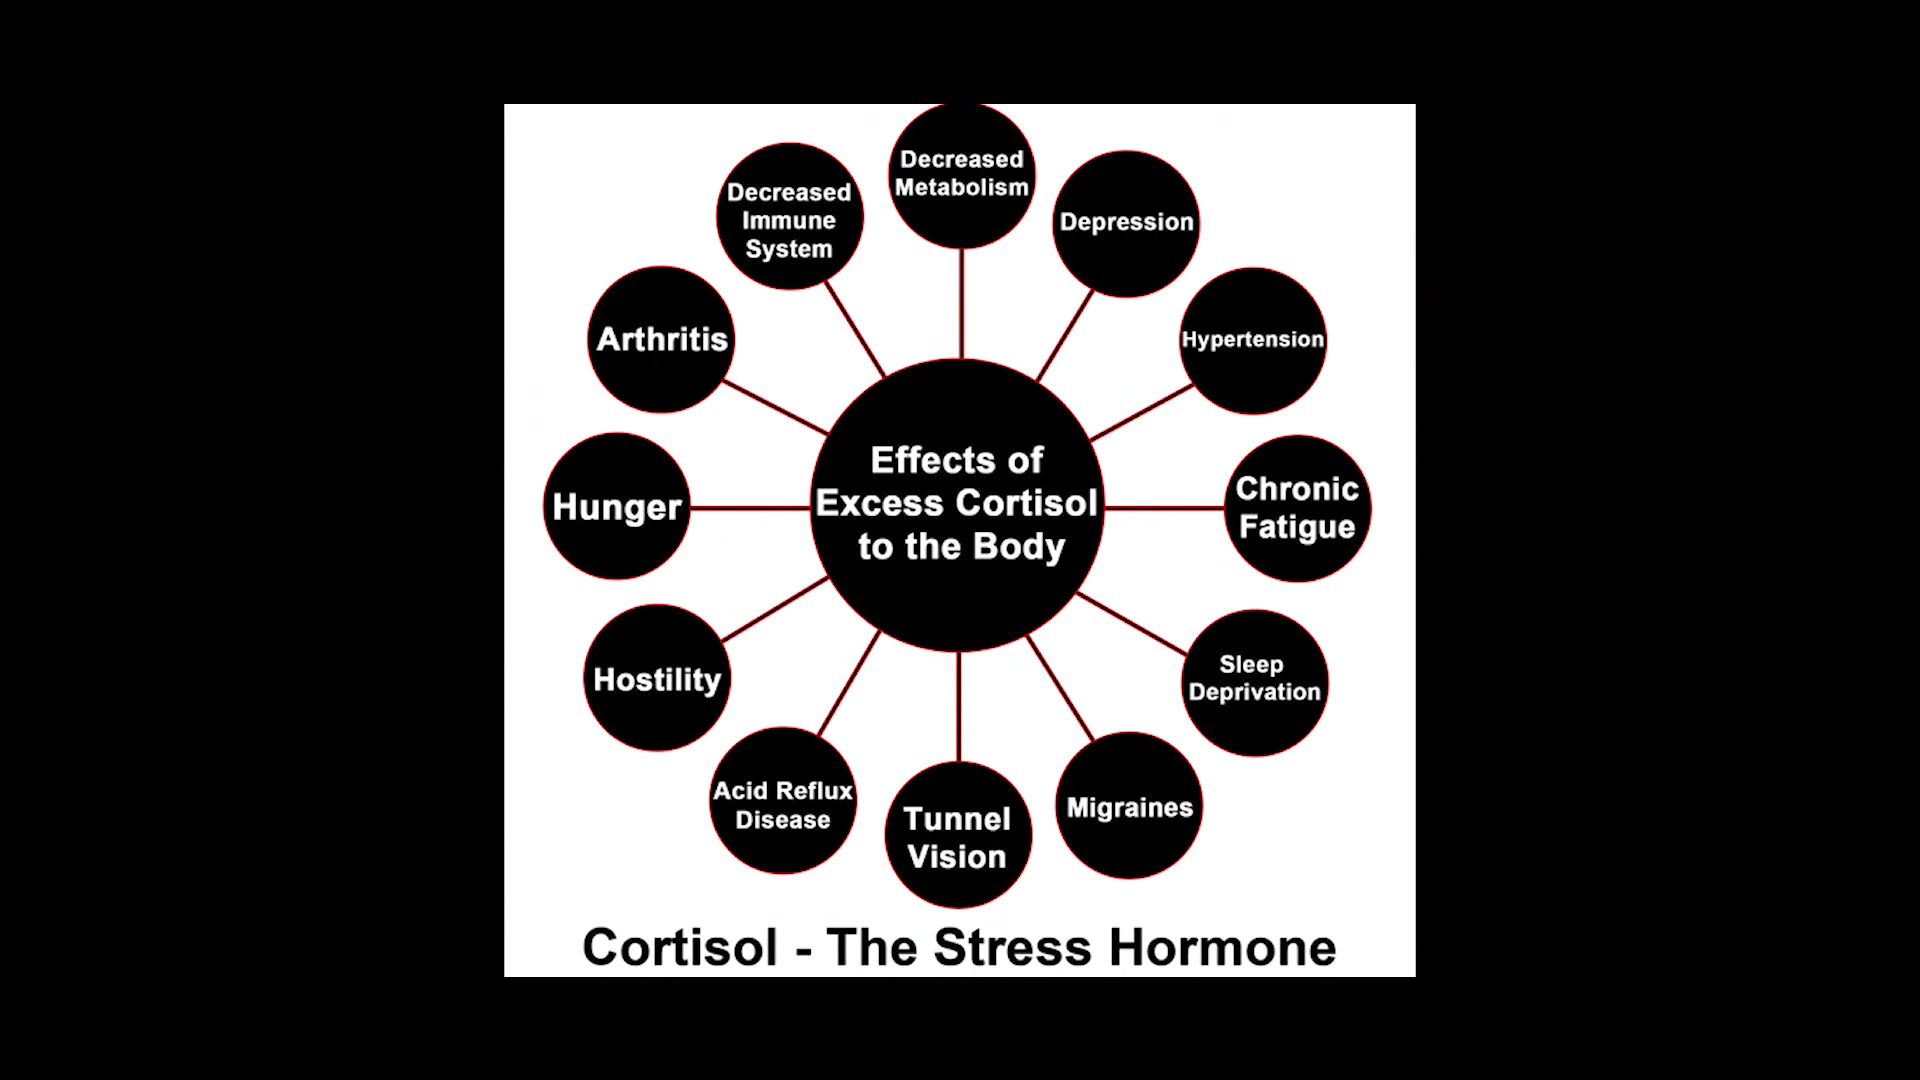 Decreased
Metabolism
Depression
Hypertension
Chronic
Fatigue
Sleep
Deprivation
Migraines
Tunnel
Vision
Acid Reflux
Disease
Hostility
Hunger
Arthritis
Decreased
Immune
System
Effects of
Excess Cortisol
to the Body
Cortisol - The Stress Hormone